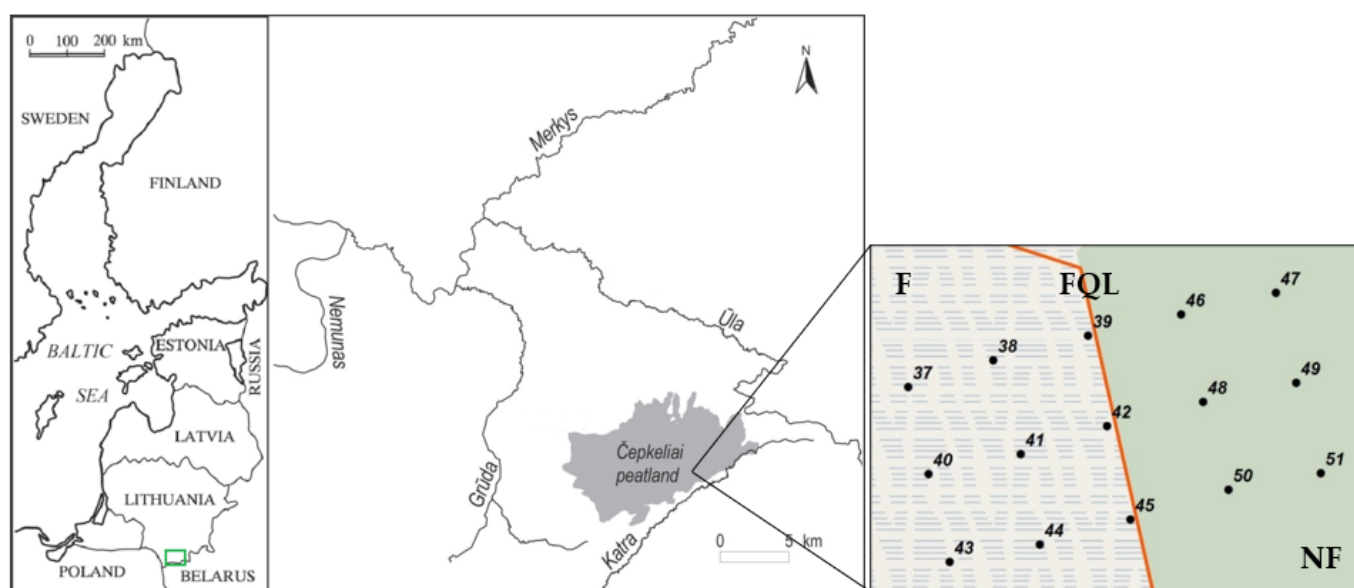 0 100 200 km
SWEDEN
FINLAND
BALTIC
SEA
ESTONIA
RUSSIA
LATVIA
LITHUANIA
POLAND
BELARUS
N
Merkys
Nemunas
Ūla
Grūda
Čepkeliai
peatland
Katra
0 5 km
F
FQL
NF
37
38
39
40
41
42
43
44
45
46
47
48
49
50
51